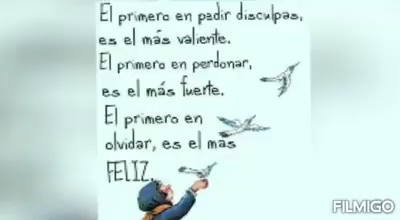 El primero en pedir disculpas,
es el más valiente.
El primero en perdonar,
es el más fuerte.
El primero en
olvidar, es el mas
FELIZ.
FILMIGO